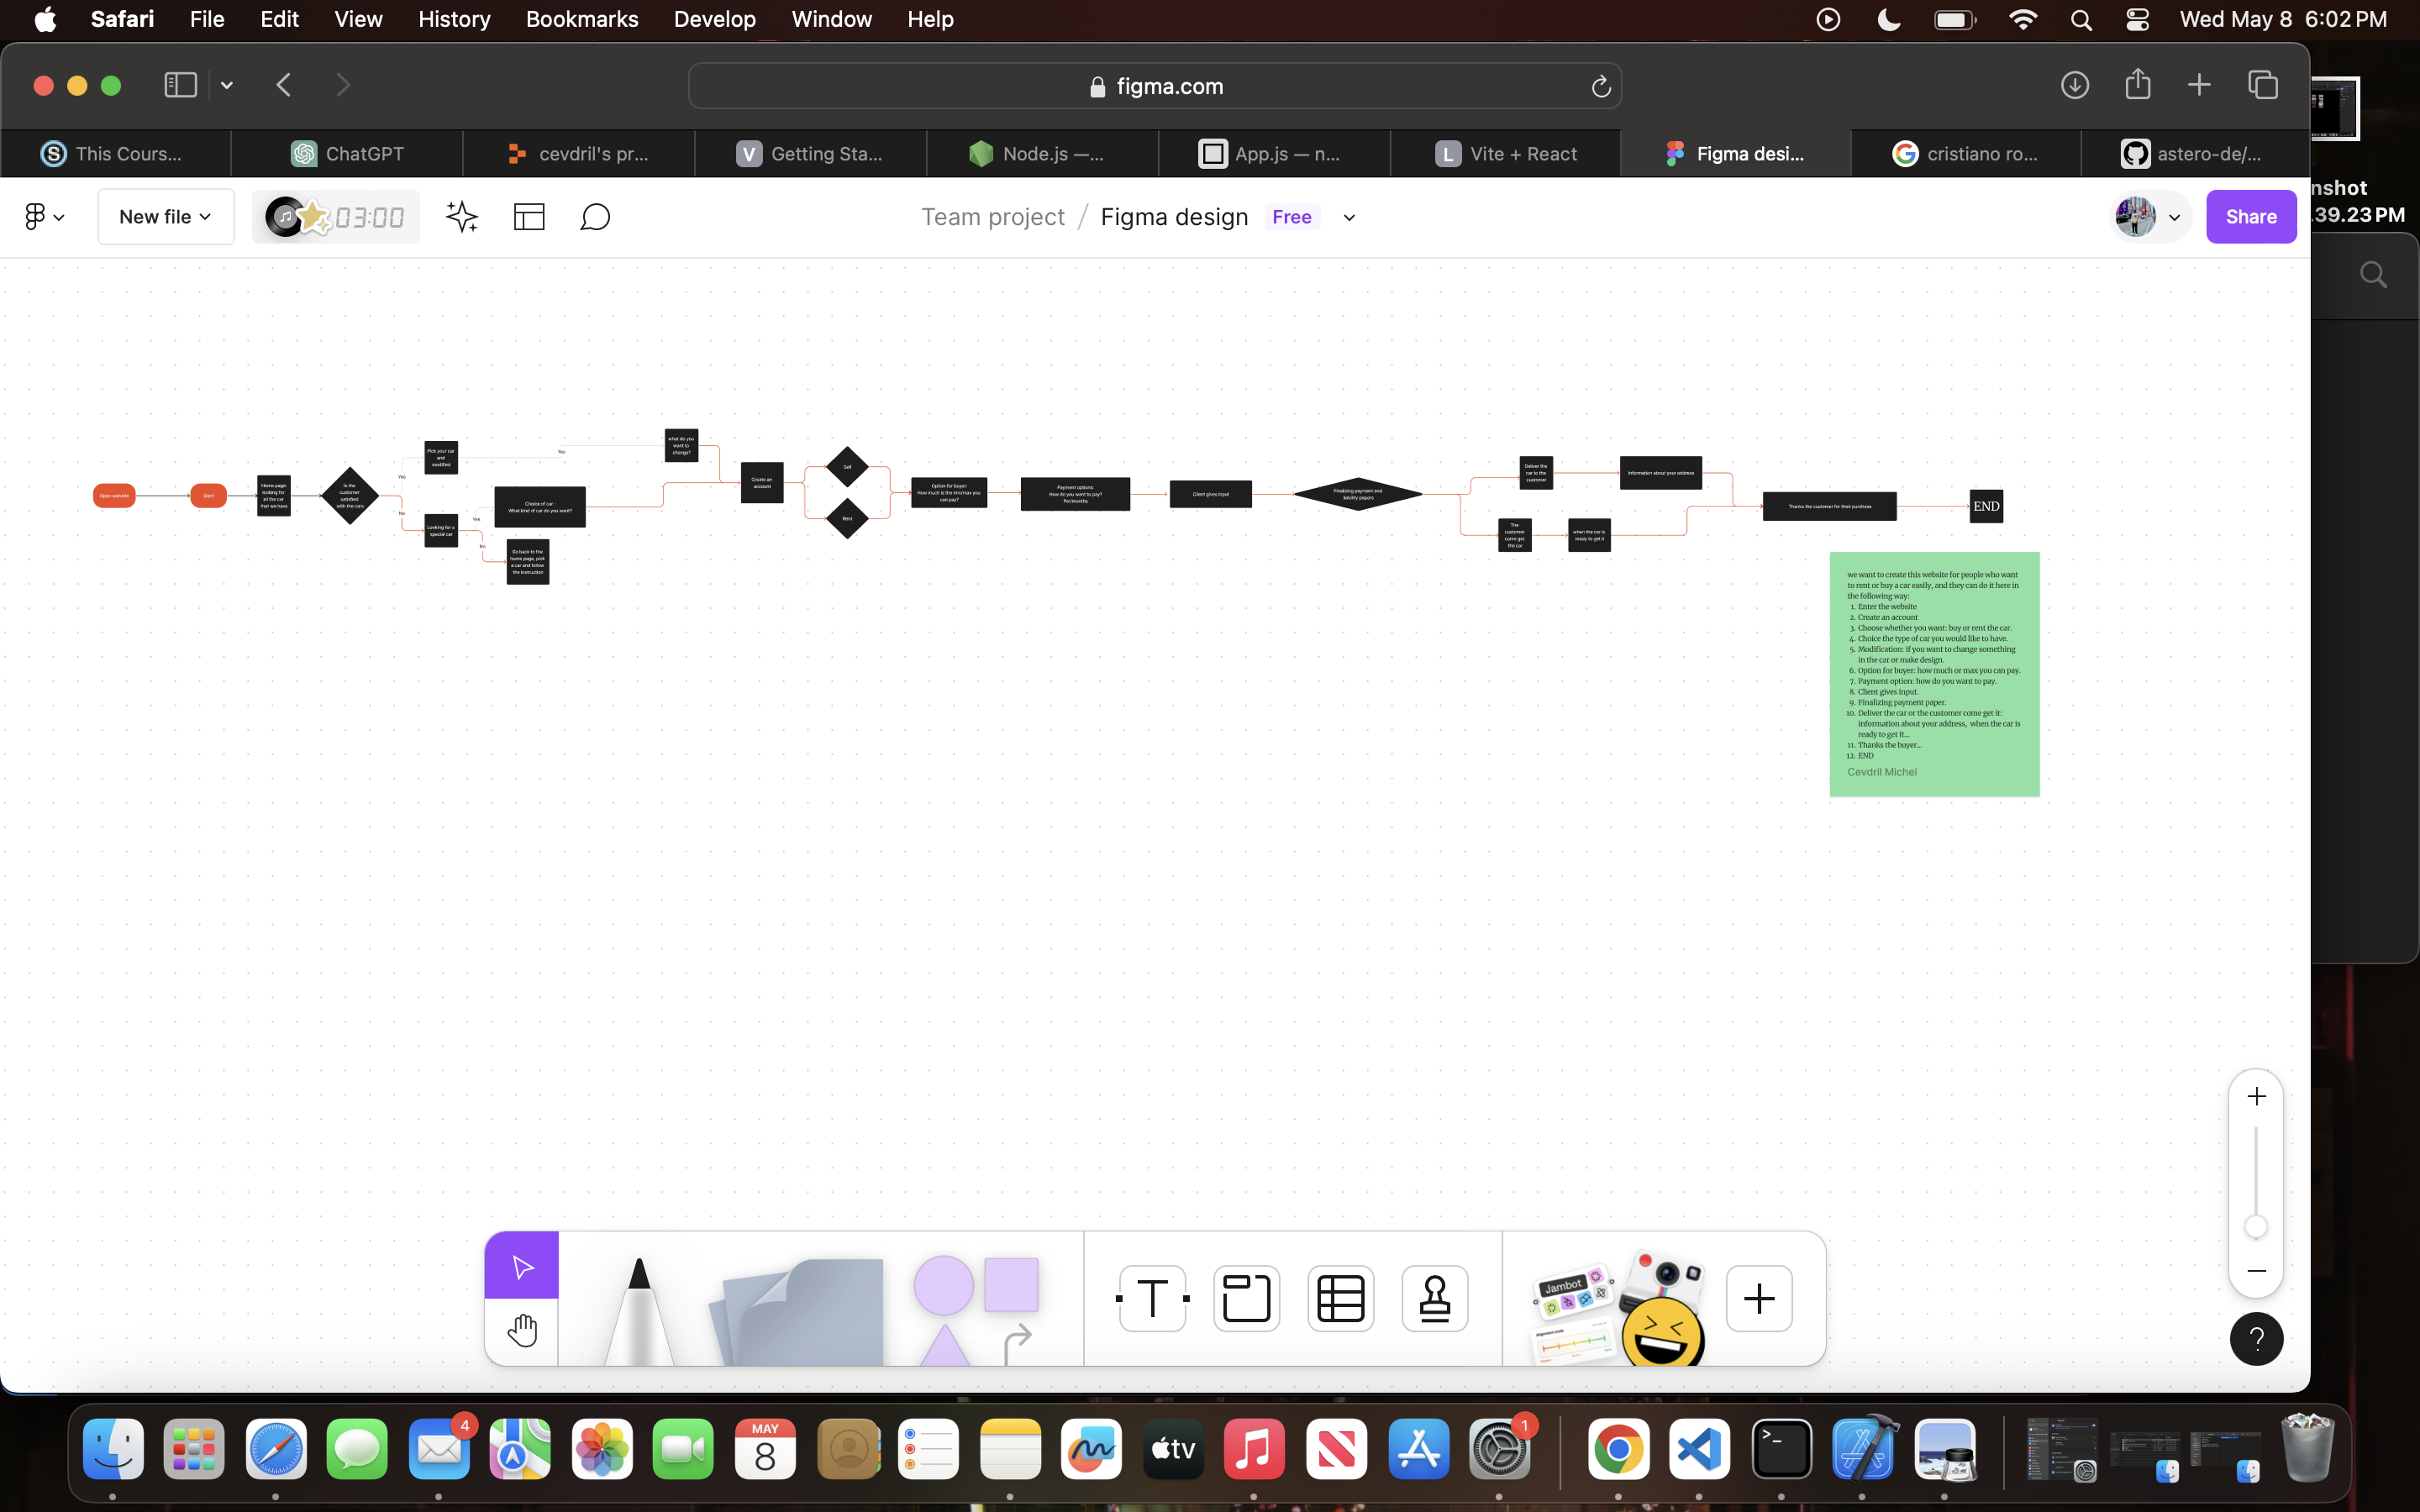 Safari File Edit View History Bookmarks Develop Window Help
Wed May 8 6:02 PM
figma.com
This Cours...
ChatGPT
cevdril's pr...
V Getting Sta...
Node.js —...
App.js — n...
L Vite + React
Figma desi...
cristiano ro...
astero-de/...
nshot
.39.23 PM
New file
03:00
Team project / Figma design Free
Share
Open website
Start
Home page:
looking for
all the car
that we have
Is the
customer
satisfied
with the cars
Yes
No
Pick your car
and
modified
Looking for a
special car
Yes
No
Choice of car :
What kind of car do you want?
Go back to the
home page, pick
a car and follow
the instruction
Yes
what do you
want to
change?
Create an
account
Sell
Rent
Option for buyer:
How much is the min/max you
can pay?
Payment options:
How do you want to pay?
Per/months
Client gives input
Finalizing payment and
liability papers
Deliver the
car to the
customer
Information about your address
The
customer
come get
the car
when the car is
ready to get it
Thanks the customer for their purchase
END
we want to create this website for people who want
to rent or buy a car easily, and they can do it here in
the following way:
1. Enter the website
2. Create an account
3. Choose whether you want: buy or rent the car.
4. Choice the type of car you would like to have.
5. Modification: if you want to change something
in the car or make design.
6. Option for buyer: how much or max you can pay.
7. Payment option: how do you want to pay.
8. Client gives input.
9. Finalizing payment paper.
10. Deliver the car or the customer come get it:
information about your address, when the car is
ready to get it...
11. Thanks the buyer...
12. END
Cevdril Michel
T
Jambot
?
4
MAY
8
tv
1